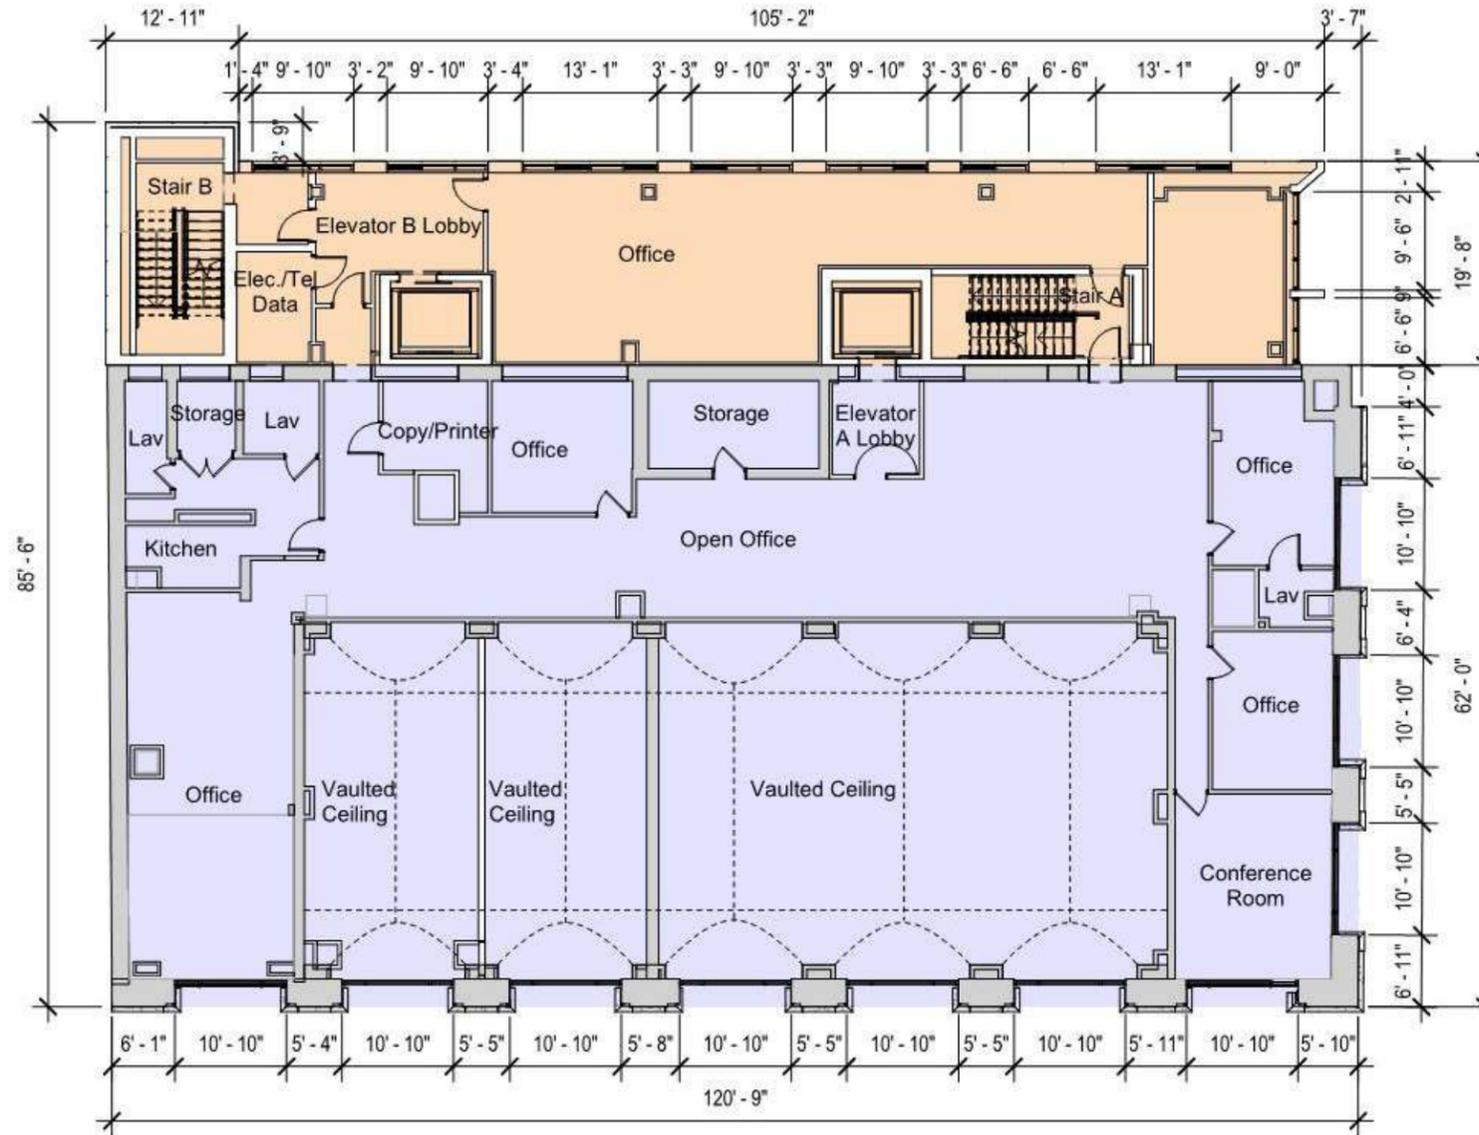 12' - 11"
105' - 2"
3' - 7"
1' - 4"
9' - 10"
3' - 2"
9' - 10"
3' - 4"
13' - 1"
3' - 3"
9' - 10"
3' - 3"
9' - 10"
3' - 3"
6' - 6"
6' - 6"
13' - 1"
9' - 0"
3' - 9"
2' - 11"
9' - 6"
9"
6' - 6"
19' - 8"
Stair B
Elevator B Lobby
Office
Elec./Tel
Data
Stair A
4' - 0"
6' - 11"
10' - 10"
6' - 4"
10' - 10"
5' - 5"
10' - 10"
6' - 11"
62' - 0"
85' - 6"
Lav
Storage
Lav
Copy/Printer
Office
Storage
Elevator
A Lobby
Office
Kitchen
Open Office
Lav
Office
Office
Vaulted
Ceiling
Vaulted
Ceiling
Vaulted Ceiling
Conference
Room
6' - 1"
10' - 10"
5' - 4"
10' - 10"
5' - 5"
10' - 10"
5' - 8"
10' - 10"
5' - 5"
10' - 10"
5' - 5"
10' - 10"
5' - 11"
10' - 10"
5' - 10"
120' - 9"